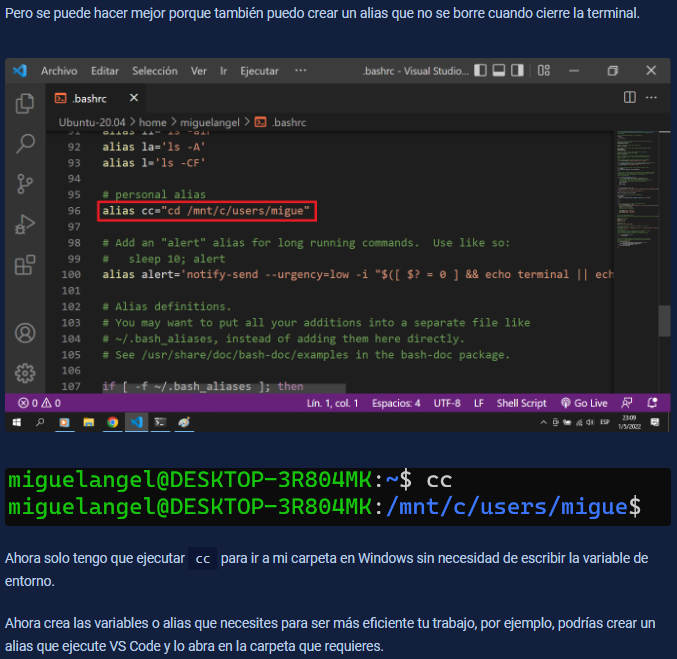 Pero se puede hacer mejor porque también puedo crear un alias que no se borre cuando cierre la terminal.
Archivo Editar Selección Ver Ir Ejecutar ··· .bashrc - Visual Studio...
.bashrc
Ubuntu-20.04 > home > miguelangel > .bashrc
91 alias ll='ls -alF'
92 alias la='ls -A'
93 alias l='ls -CF'
94
95 # personal alias
96 alias cc="cd /mnt/c/users/migue"
97
98 # Add an "alert" alias for long running commands.  Use like so:
99 #   sleep 10; alert
100 alias alert='notify-send --urgency=low -i "$([ $? = 0 ] && echo terminal || ech
101
102 # Alias definitions.
103 # You may want to put all your additions into a separate file like
104 # ~/.bash_aliases, instead of adding them here directly.
105 # See /usr/share/doc/bash-doc/examples in the bash-doc package.
106
107 if [ -f ~/.bash_aliases ]; then
0 0 Lín. 1, col. 1 Espacios: 4 UTF-8 LF Shell Script Go Live
ESP 23:09
1/5/2022
miguelangel@DESKTOP-3R804MK:~$ cc
miguelangel@DESKTOP-3R804MK:/mnt/c/users/migue$
Ahora solo tengo que ejecutar cc para ir a mi carpeta en Windows sin necesidad de escribir la variable de
entorno.
Ahora crea las variables o alias que necesites para ser más eficiente tu trabajo, por ejemplo, podrías crear un
alias que ejecute VS Code y lo abra en la carpeta que requieres.